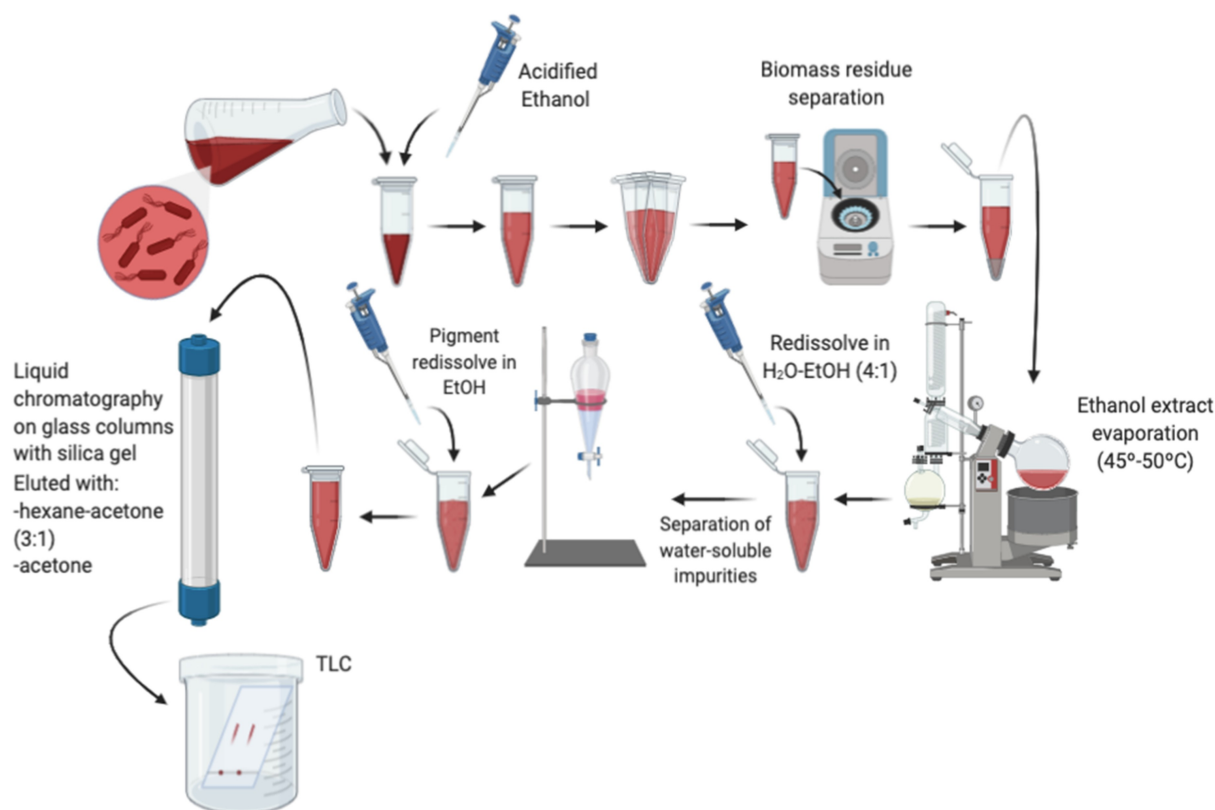 Acidified
Ethanol
Biomass residue
separation
Ethanol extract
evaporation
(45º-50ºC)
Redissolve in
H₂O-EtOH (4:1)
Separation of
water-soluble
impurities
Pigment
redissolve in
EtOH
Liquid
chromatography
on glass columns
with silica gel
Eluted with:
-hexane-acetone
(3:1)
-acetone
TLC